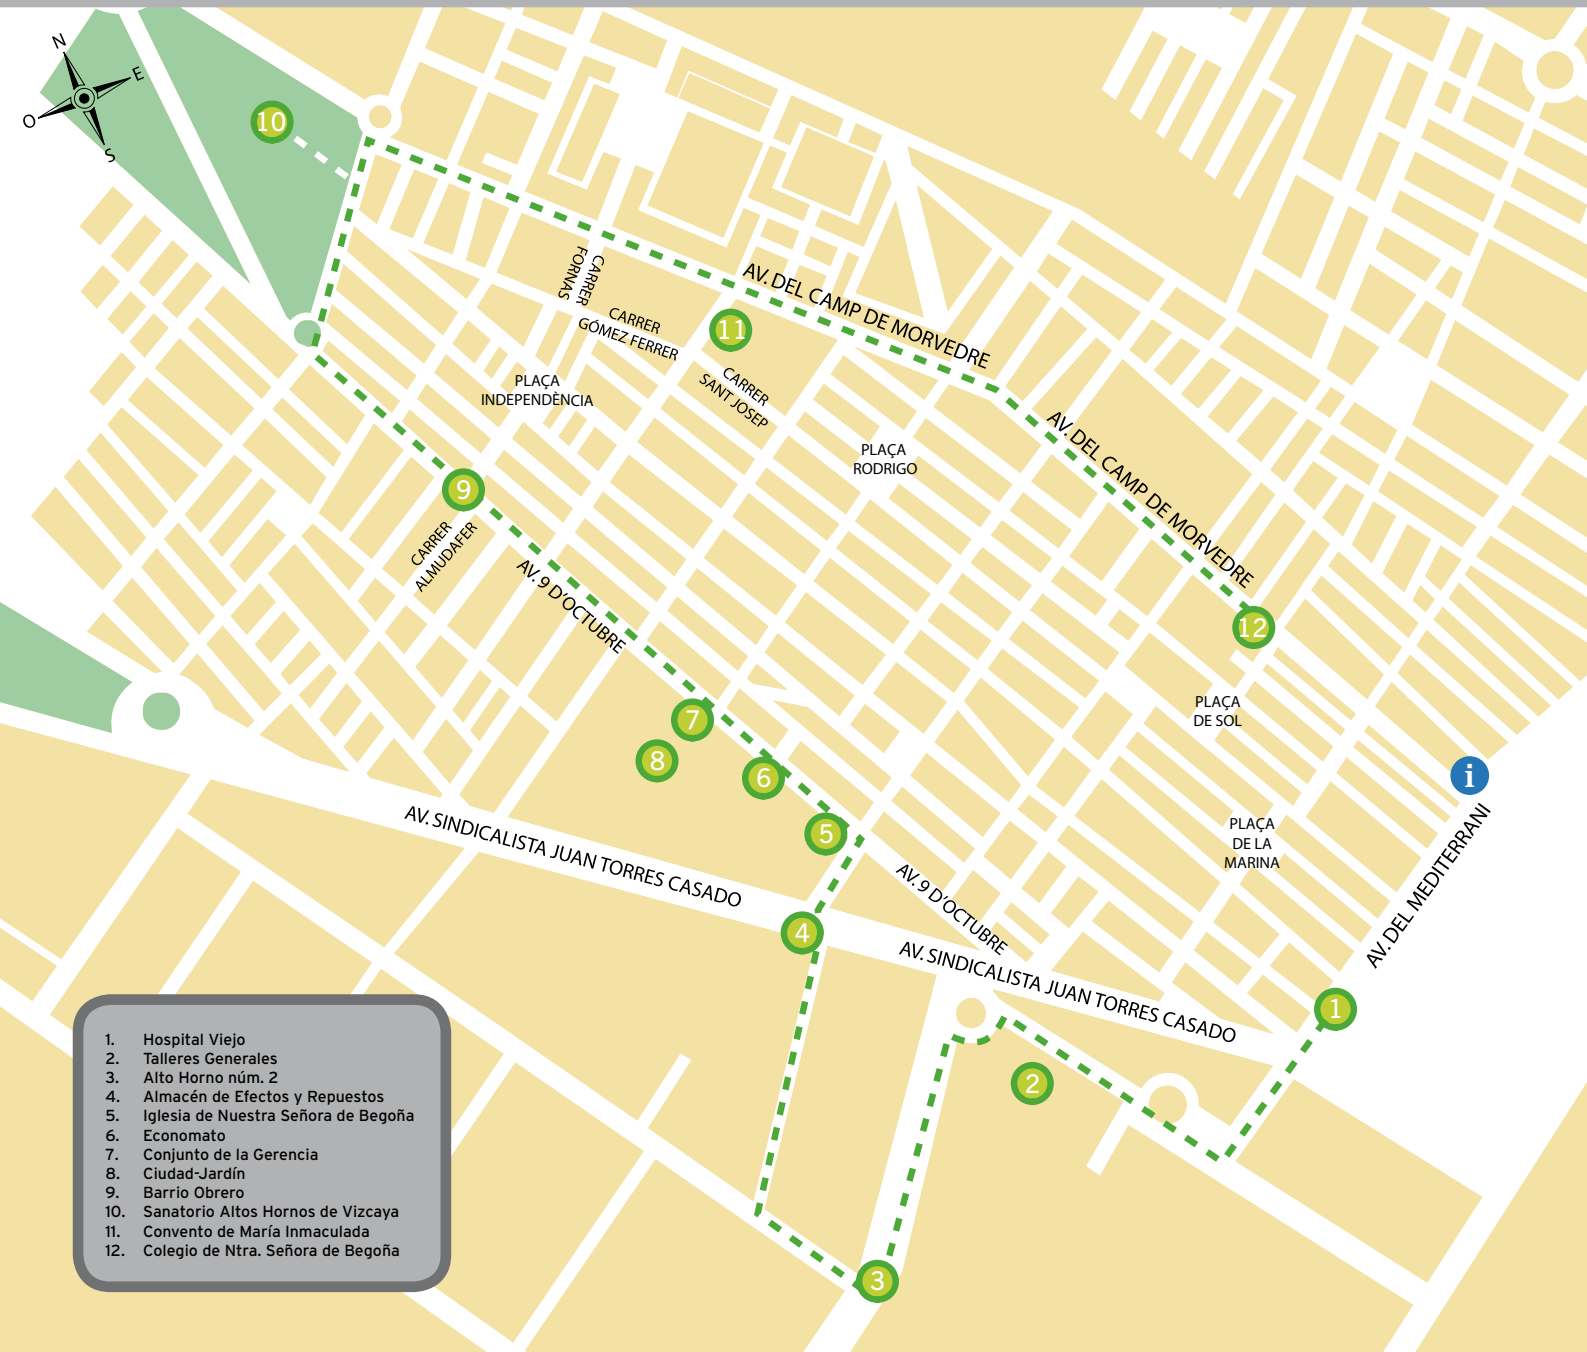 N
E
O
S
10
CARRER
FORNAS
AV. DEL CAMP DE MORVEDRE
CARRER
GÓMEZ FERRER
11
CARRER
SANT JOSEP
PLAÇA
INDEPENDÈNCIA
PLAÇA
RODRIGO
AV. DEL CAMP DE MORVEDRE
9
CARRER
ALMUDAFER
AV. 9 D'OCTUBRE
12
PLAÇA
DE SOL
7
8
6
i
5
AV. SINDICALISTA JUAN TORRES CASADO
PLAÇA
DE LA
MARINA
AV. DEL MEDITERRANI
AV. 9 D'OCTUBRE
4
AV. SINDICALISTA JUAN TORRES CASADO
1
2
3
1. Hospital Viejo
2. Talleres Generales
3. Alto Horno núm. 2
4. Almacén de Efectos y Repuestos
5. Iglesia de Nuestra Señora de Begoña
6. Economato
7. Conjunto de la Gerencia
8. Ciudad-Jardín
9. Barrio Obrero
10. Sanatorio Altos Hornos de Vizcaya
11. Convento de María Inmaculada
12. Colegio de Ntra. Señora de Begoña